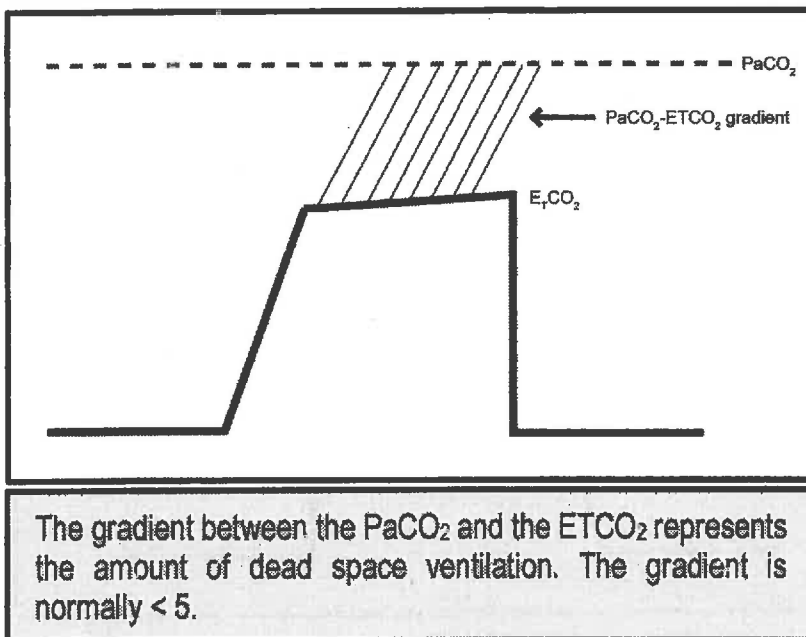 PaCO₂
PaCO₂-ETCO₂ gradient
EₜCO₂
The gradient between the PaCO₂ and the ETCO₂ represents
the amount of dead space ventilation. The gradient is
normally < 5.